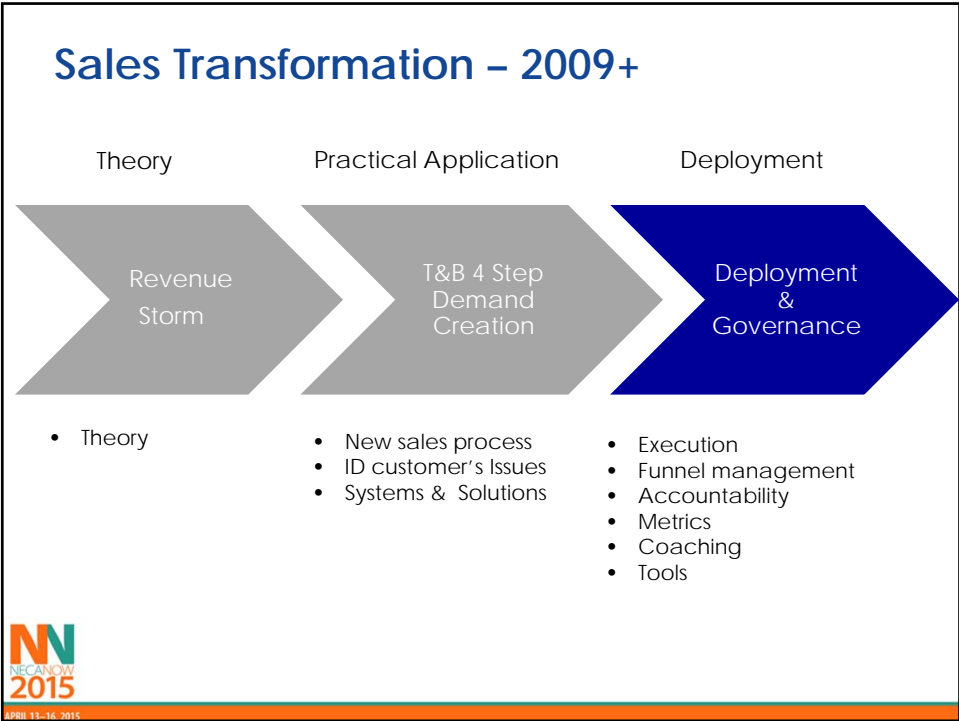 Sales Transformation – 2009+
Theory
Practical Application
Deployment
Revenue
Storm
T&B 4 Step
Demand
Creation
Deployment
&
Governance
• Theory
• New sales process
• ID customer's Issues
• Systems & Solutions
• Execution
• Funnel management
• Accountability
• Metrics
• Coaching
• Tools
NN
NECANOW
2015
APRIL 13–16, 2015